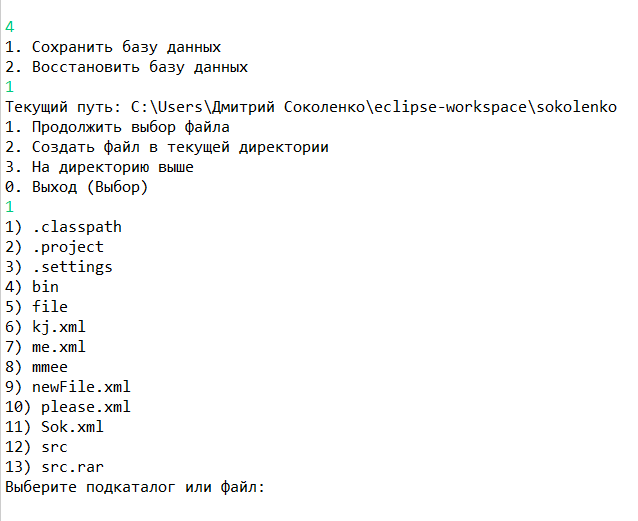 4
1. Сохранить базу данных
2. Восстановить базу данных
1
Текущий путь: C:\Users\Дмитрий Соколенко\eclipse-workspace\sokolenko
1. Продолжить выбор файла
2. Создать файл в текущей директории
3. На директорию выше
0. Выход (Выбор)
1
1) .classpath
2) .project
3) .settings
4) bin
5) file
6) kj.xml
7) me.xml
8) mmee
9) newFile.xml
10) please.xml
11) Sok.xml
12) src
13) src.rar
Выберите подкаталог или файл: